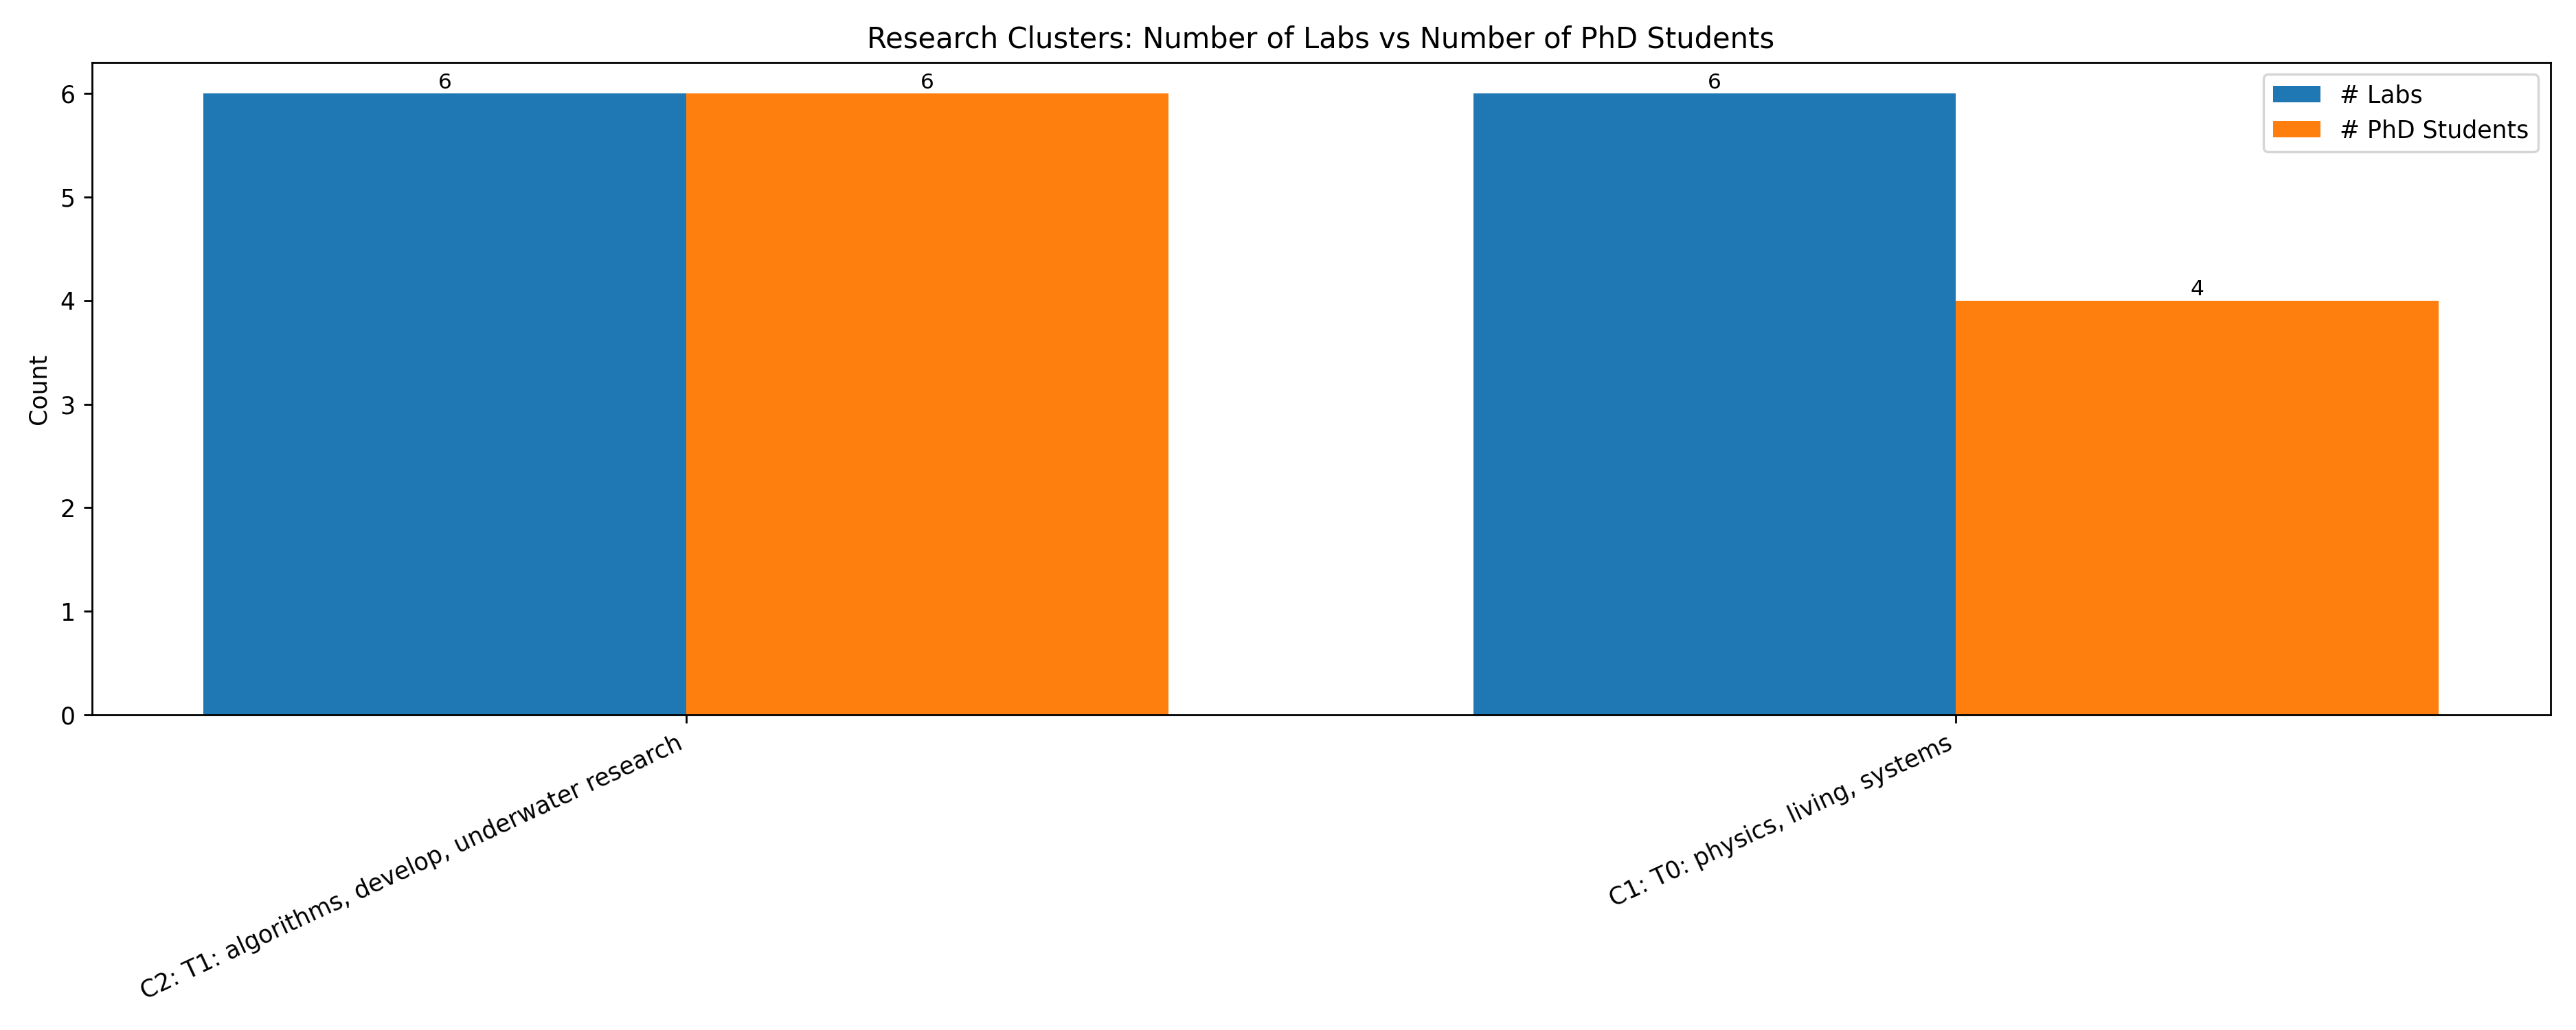 Research Clusters: Number of Labs vs Number of PhD Students
# Labs
# PhD Students
Count
6
5
4
3
2
1
0
6
6
6
4
C2: T1: algorithms, develop, underwater research
C1: T0: physics, living, systems